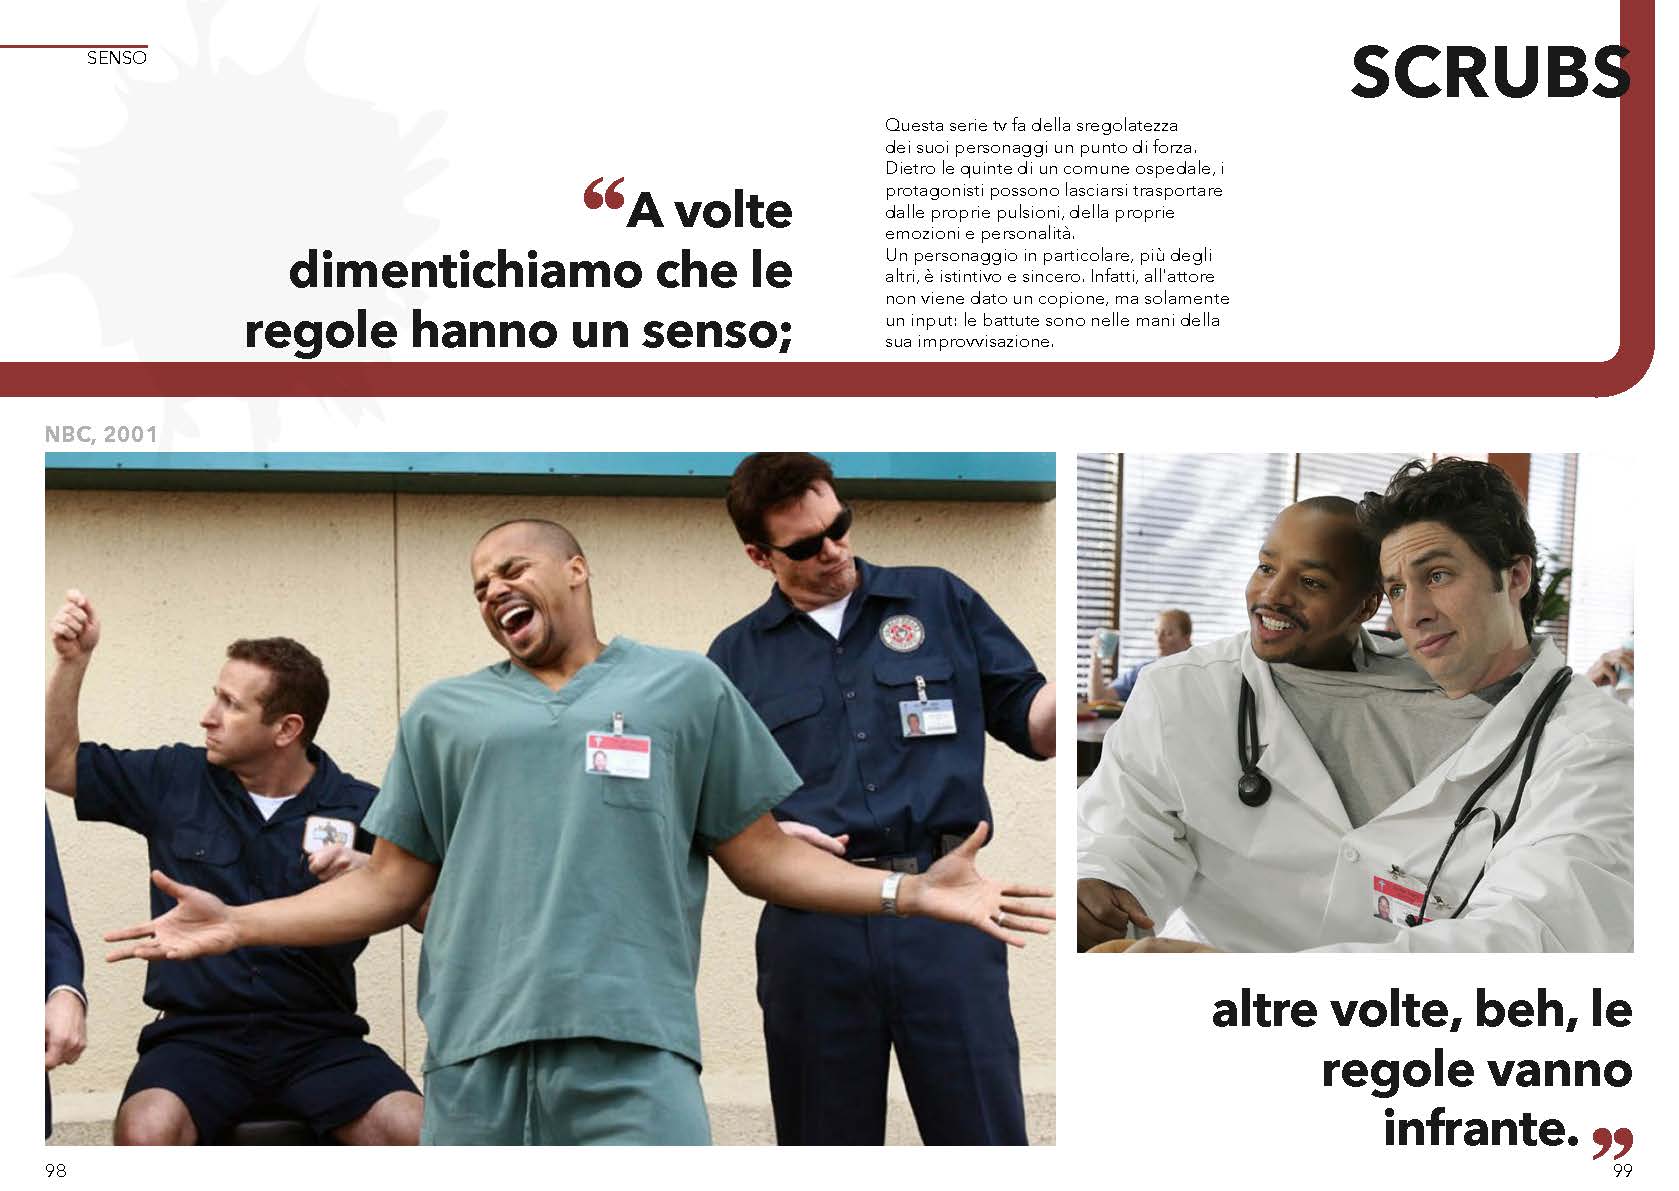 SENSO
SCRUBS
“A volte
dimentichiamo che le
regole hanno un senso;
Questa serie tv fa della sregolatezza
dei suoi personaggi un punto di forza.
Dietro le quinte di un comune ospedale, i
protagonisti possono lasciarsi trasportare
dalle proprie pulsioni, della proprie
emozioni e personalità.
Un personaggio in particolare, più degli
altri, è istintivo e sincero. Infatti, all'attore
non viene dato un copione, ma solamente
un input: le battute sono nelle mani della
sua improvvisazione.
NBC, 2001
altre volte, beh, le
regole vanno
infrante.”
98
99